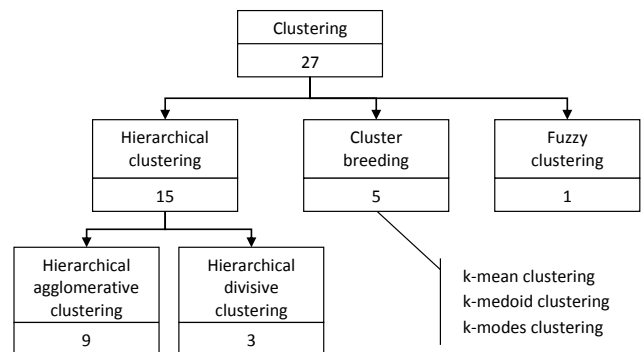 Clustering
27
Hierarchical
clustering
15
Cluster
breeding
5
Fuzzy
clustering
1
Hierarchical
agglomerative
clustering
9
Hierarchical
divisive
clustering
3
k-mean clustering
k-medoid clustering
k-modes clustering